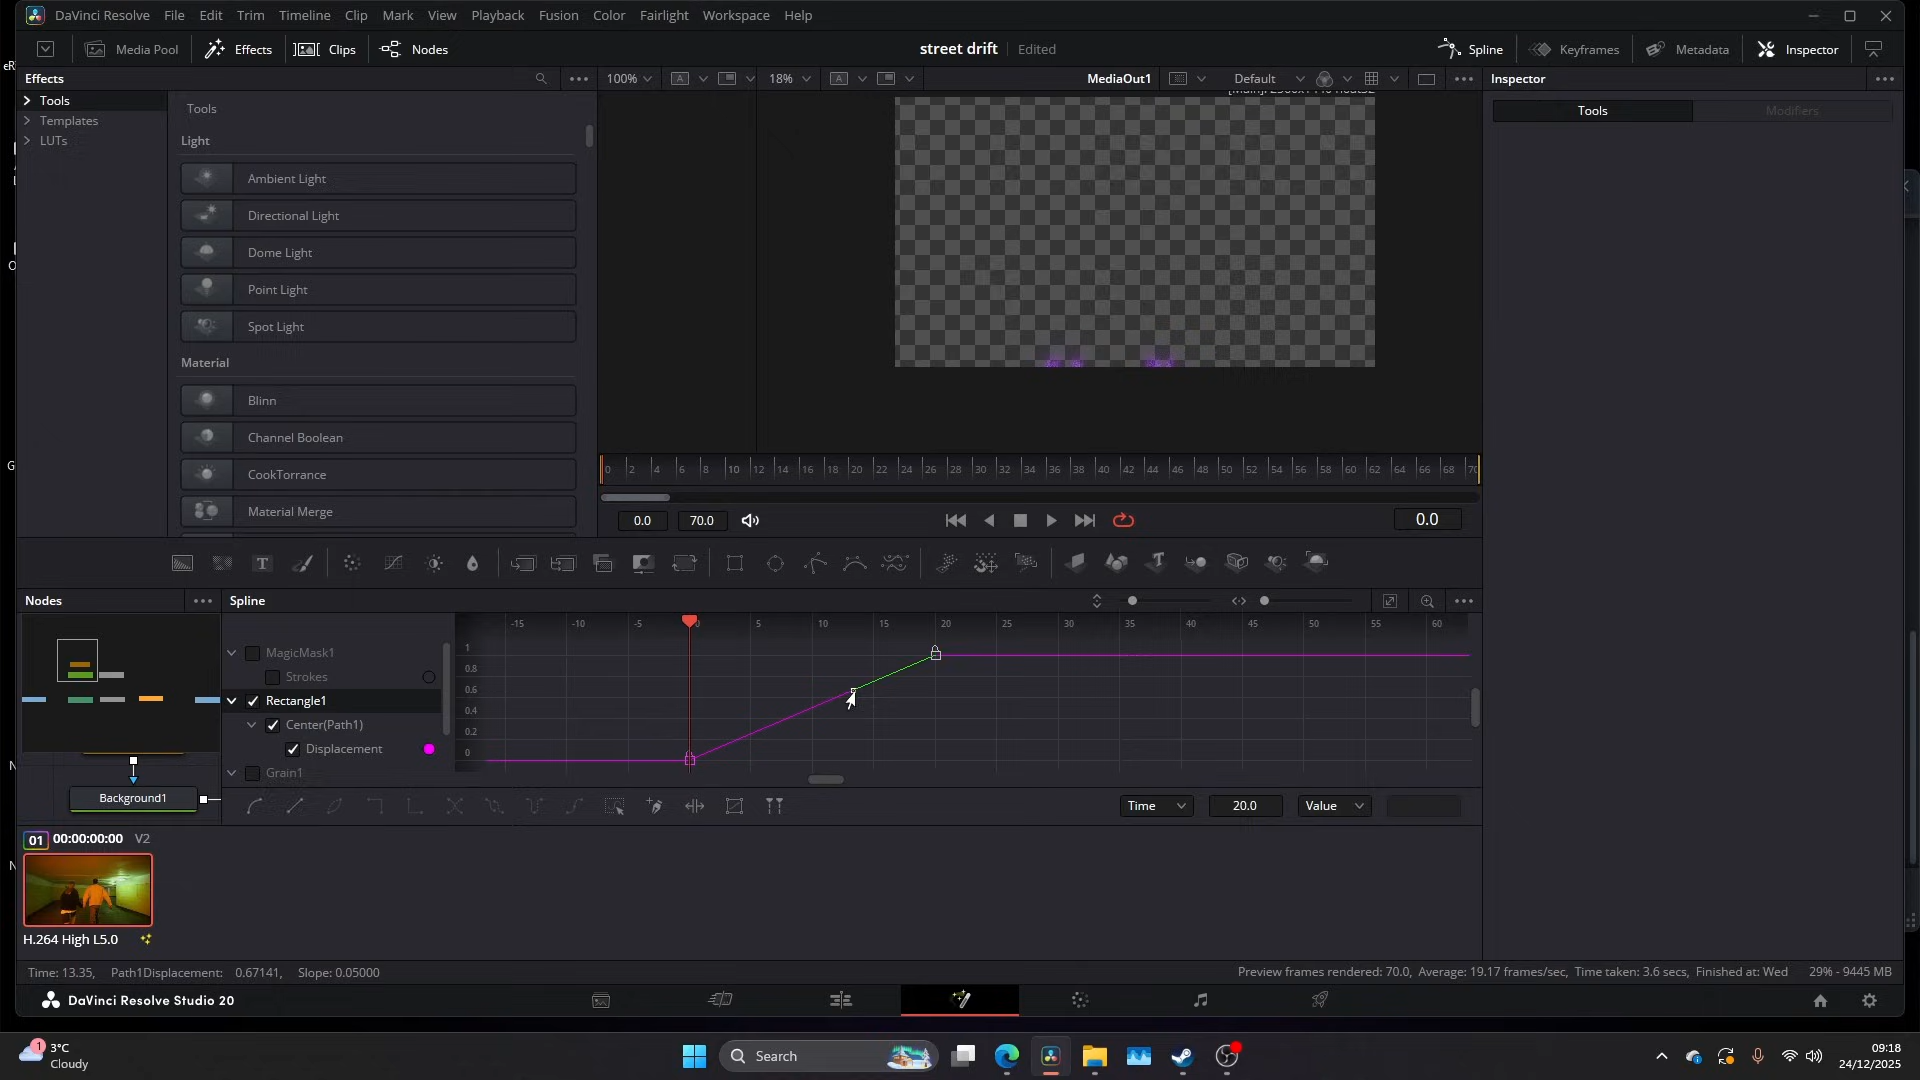 DaVinci Resolve File Edit Trim Timeline Clip Mark View Playback Fusion Color Fairlight Workspace Help
Media Pool Effects Clips Nodes street drift Edited Spline Keyframes Metadata Inspector
Effects 100% 18% MediaOut1 Default Inspector
Tools
Templates
LUTs
Tools
Light
Ambient Light
Directional Light
Dome Light
Point Light
Spot Light
Material
Blinn
Channel Boolean
CookTorrance
Material Merge
Tools Modifiers
0 2 4 6 8 10 12 14 16 18 20 22 24 26 28 30 32 34 36 38 40 42 44 46 48 50 52 54 56 58 60 62 64 66 68 70
0.0 70.0 0.0
Nodes Spline
-15 -10 -5 0 5 10 15 20 25 30 35 40 45 50 55 60
1
0.8
0.6
0.4
0.2
0
MagicMask1
Strokes
Rectangle1
Center(Path1)
Displacement
Grain1
Background1
Time 20.0 Value
01 00:00:00:00 V2
H.264 High L5.0
Time: 13.35, Path1Displacement: 0.67141, Slope: 0.05000
Preview frames rendered: 70.0, Average: 19.17 frames/sec, Time taken: 3.6 secs, Finished at: Wed 29% - 9445 MB
DaVinci Resolve Studio 20
1
3°C
Cloudy
Search
09:18
24/12/2025